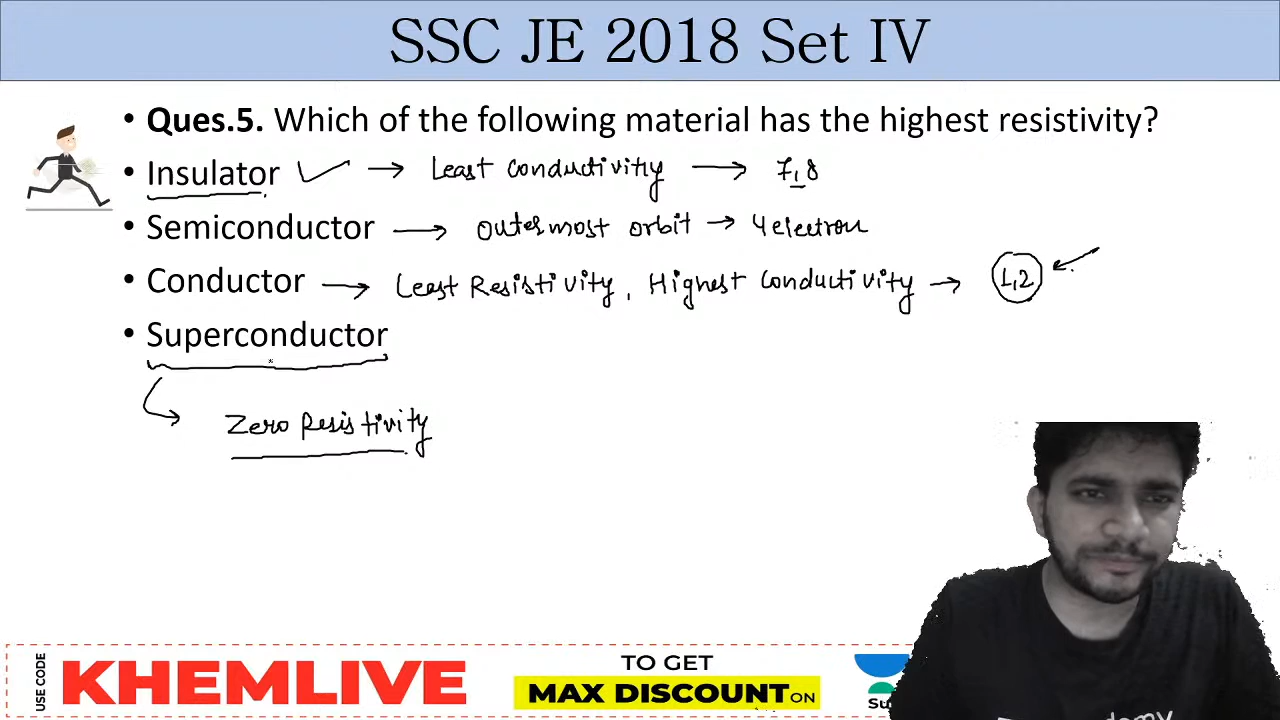 SSC JE 2018 Set IV
• Ques.5. Which of the following material has the highest resistivity?
• Insulator ✓ → Least Conductivity → 7,8
• Semiconductor → Outermost orbit → 4 electron
• Conductor → Least Resistivity, Highest Conductivity → 1,2
• Superconductor
Zero Resistivity
USE CODE
KHEMLIVE
TO GET
MAX DISCOUNT ON